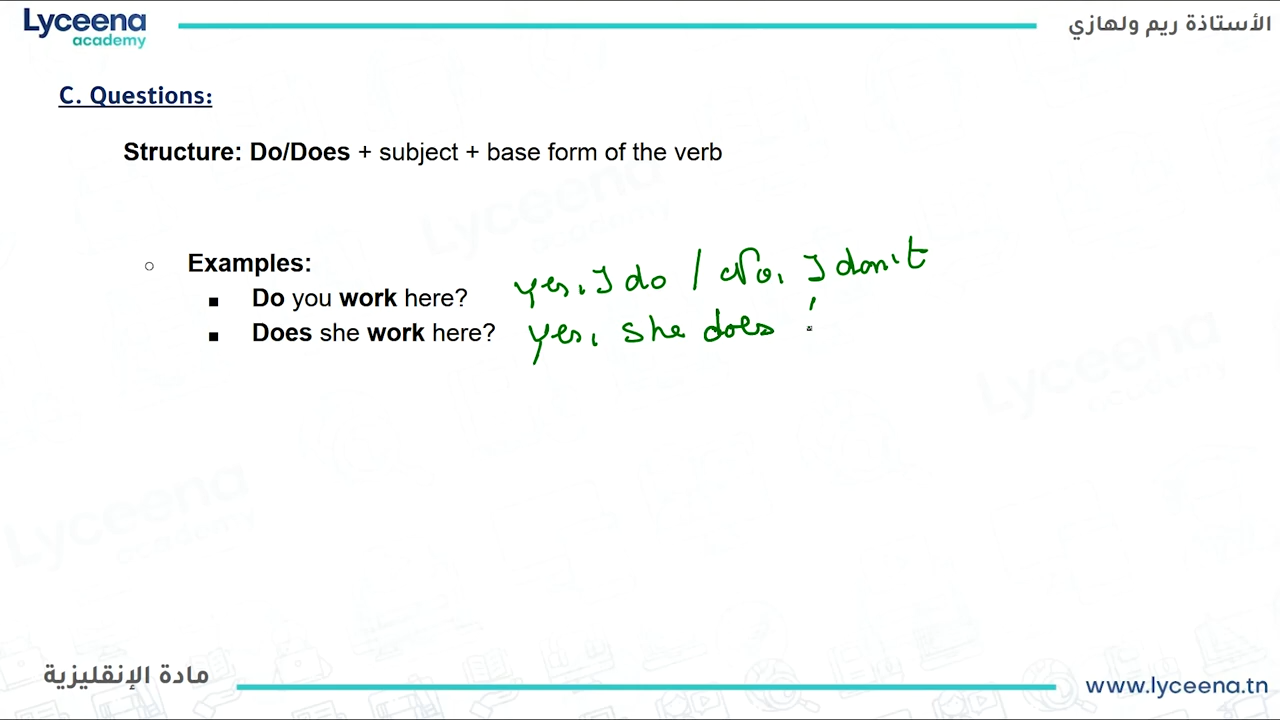 Lyceena
academy
الأستاذة ريم ولهازي
C. Questions:
Structure: Do/Does + subject + base form of the verb
Examples:
Do you work here? yes, I do / No, I don't
Does she work here? yes, she does /
مادة الإنقليزية
www.lyceena.tn